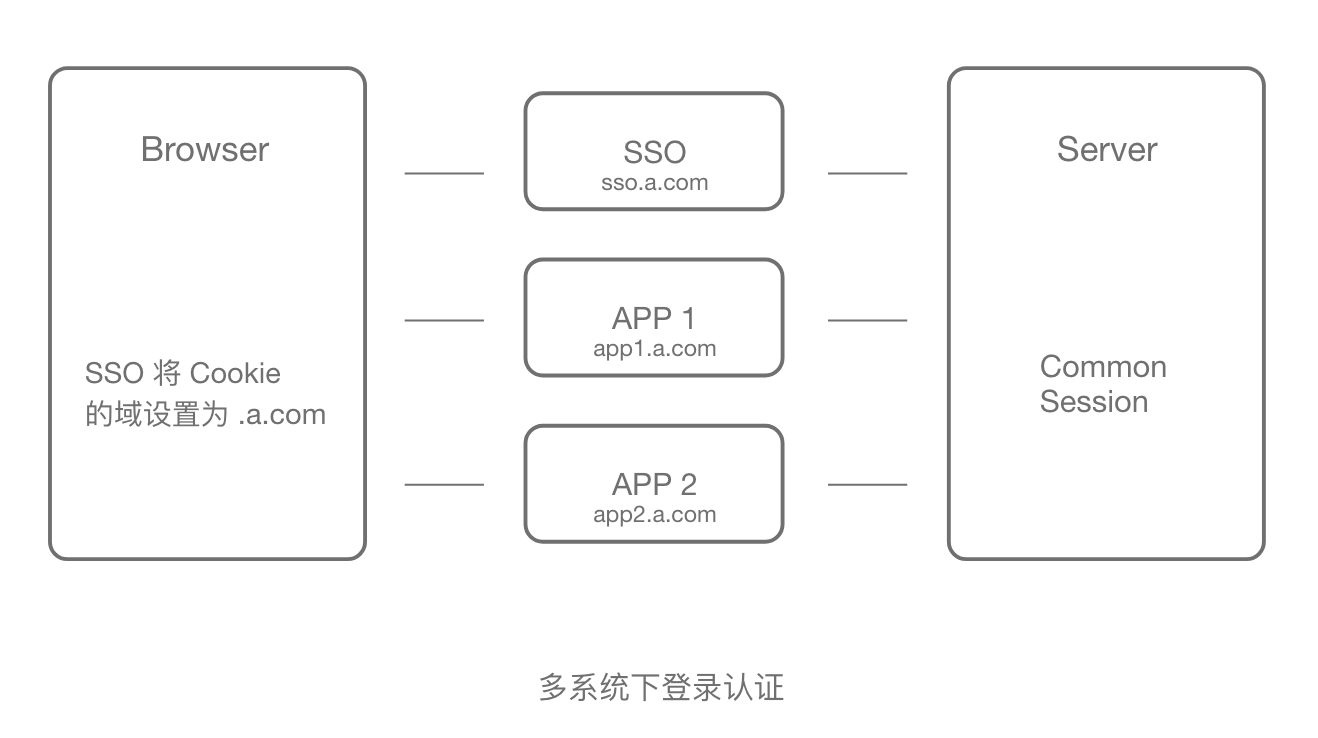 Browser
SSO 将 Cookie
的域设置为 .a.com
SSO
sso.a.com
APP 1
app1.a.com
APP 2
app2.a.com
Server
Common
Session
多系统下登录认证